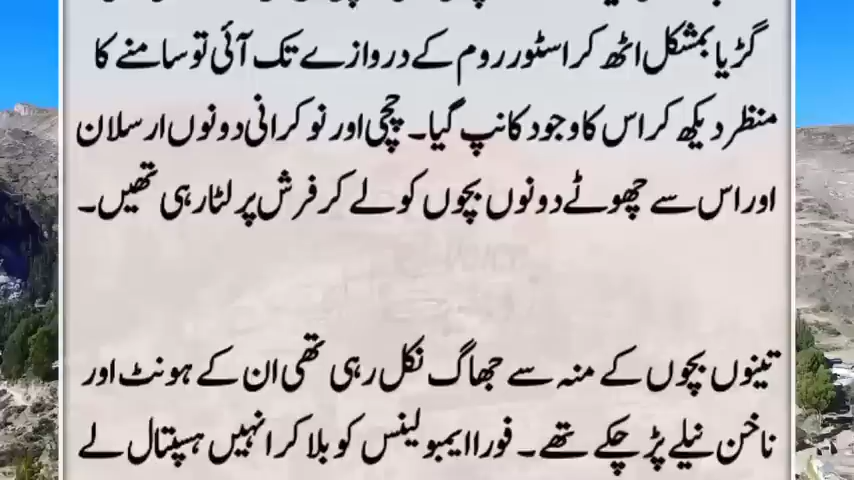 گڑیا بمشکل اٹھ کر اسٹور روم کے دروازے تک آئی تو سامنے کا
منظر دیکھ کر اس کا وجود کانپ گیا۔ چچی اور نوکرانی دونوں ارسلان
اور اس سے چھوٹے دونوں بچوں کو لے کر فرش پر لٹا رہی تھیں۔
تینوں بچوں کے منہ سے جھاگ نکل رہی تھی ان کے ہونٹ اور
ناخن نیلے پڑ چکے تھے۔ فورا ایمبولینس کو بلا کر انہیں ہسپتال لے